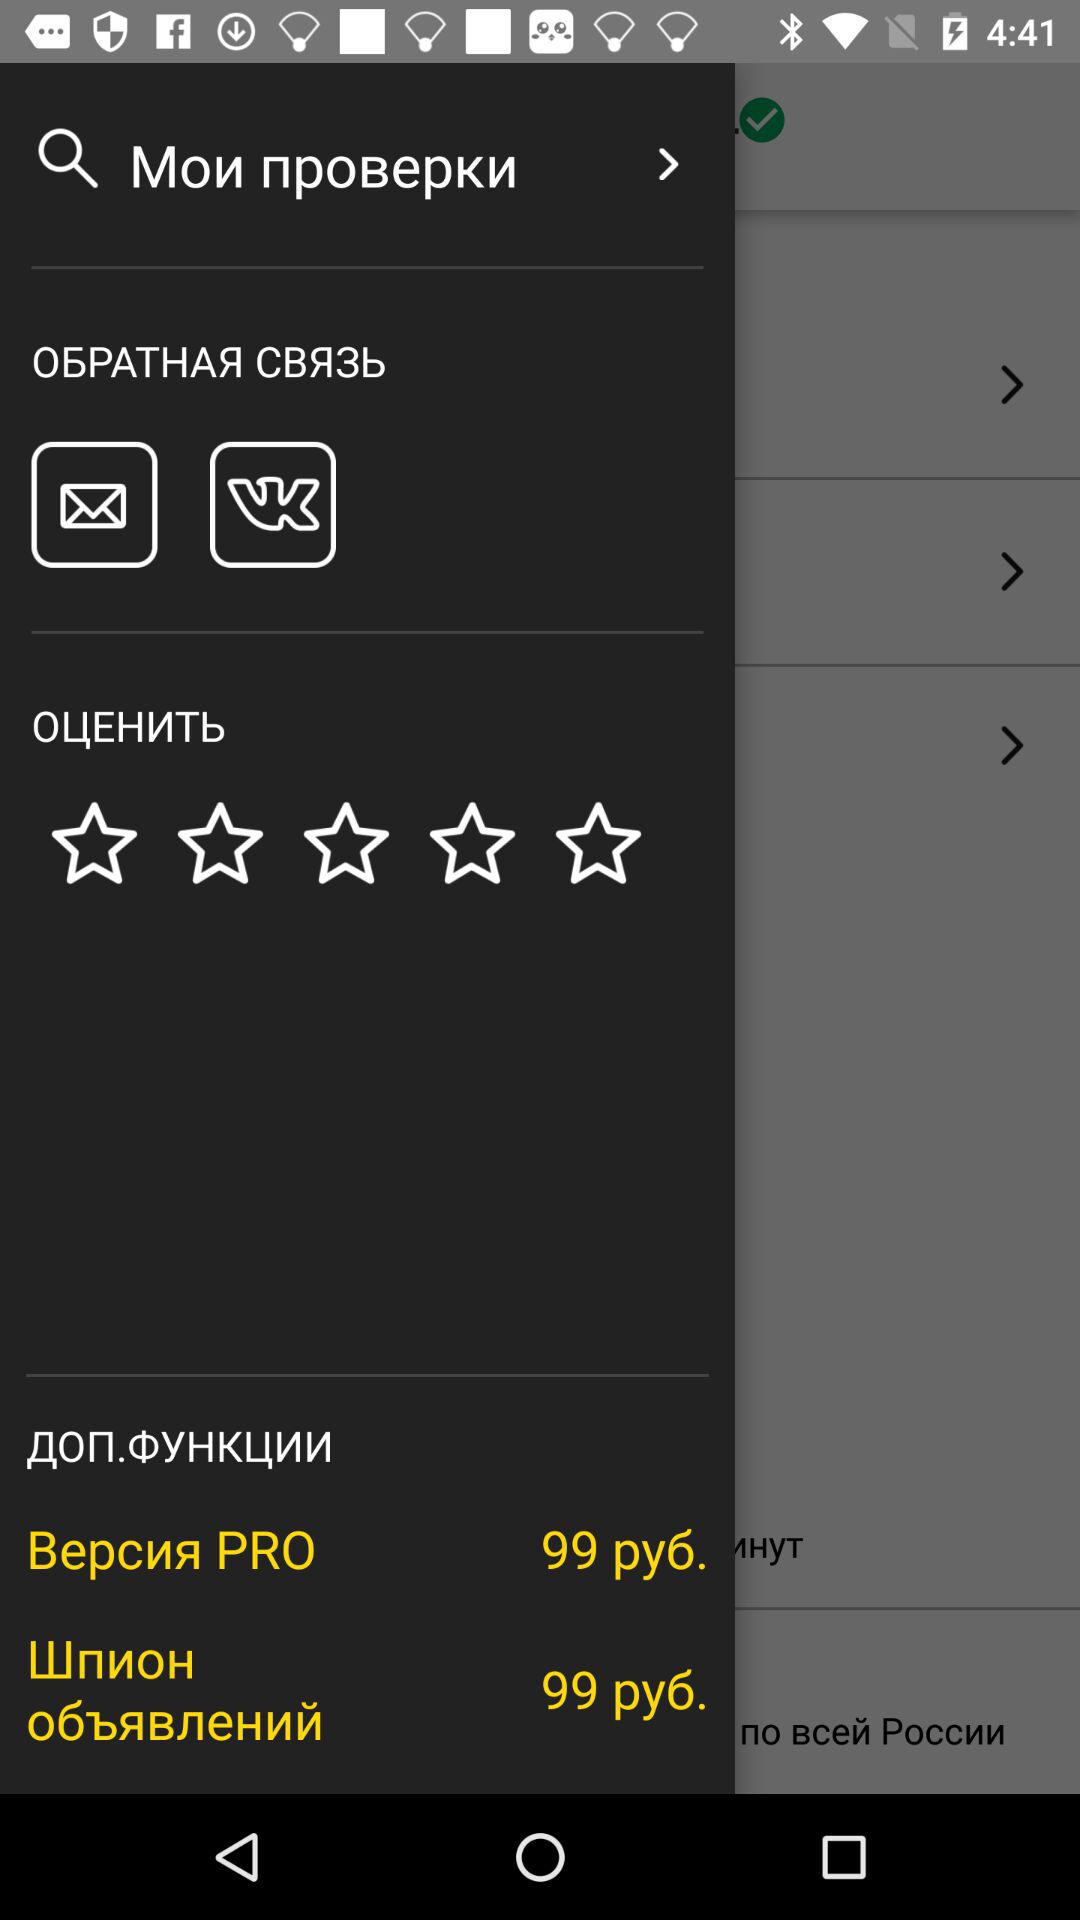 4:41
Мои проверки
ОБРАТНАЯ СВЯЗЬ
ОЦЕНИТЬ
ДОП.ФУНКЦИИ
Версия PRO 99 руб.
Шпион
объявлений 99 руб.
по всей России